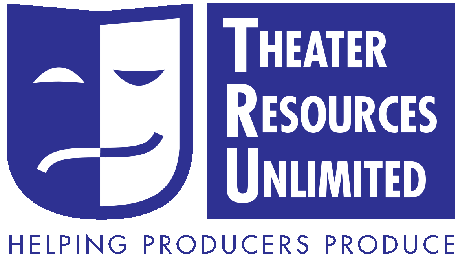 THEATER
RESOURCES
UNLIMITED
HELPING PRODUCERS PRODUCE